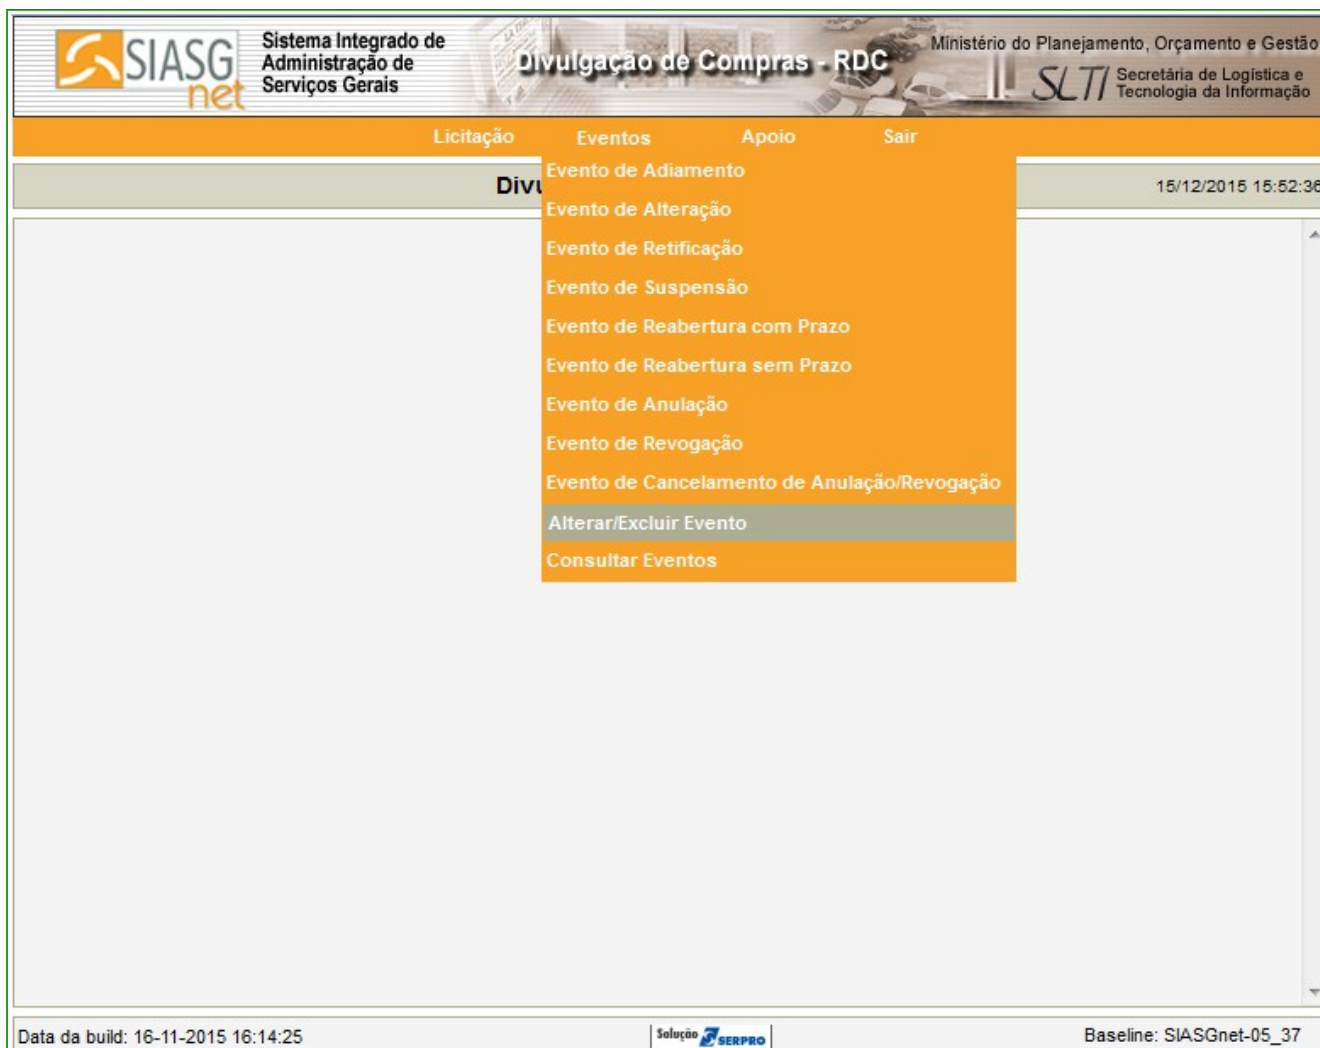 SIASG
net
Sistema Integrado de
Administração de
Serviços Gerais
Divulgação de Compras - RDC
Ministério do Planejamento, Orçamento e Gestão
SLTI
Secretária de Logística e
Tecnologia da Informação
Licitação Eventos Apoio Sair
Evento de Adiamento
15/12/2015 15:52:36
Evento de Alteração
Evento de Retificação
Evento de Suspensão
Evento de Reabertura com Prazo
Evento de Reabertura sem Prazo
Evento de Anulação
Evento de Revogação
Evento de Cancelamento de Anulação/Revogação
Alterar/Excluir Evento
Consultar Eventos
Data da build: 16-11-2015 16:14:25
Solução SERPRO
Baseline: SIASGnet-05_37